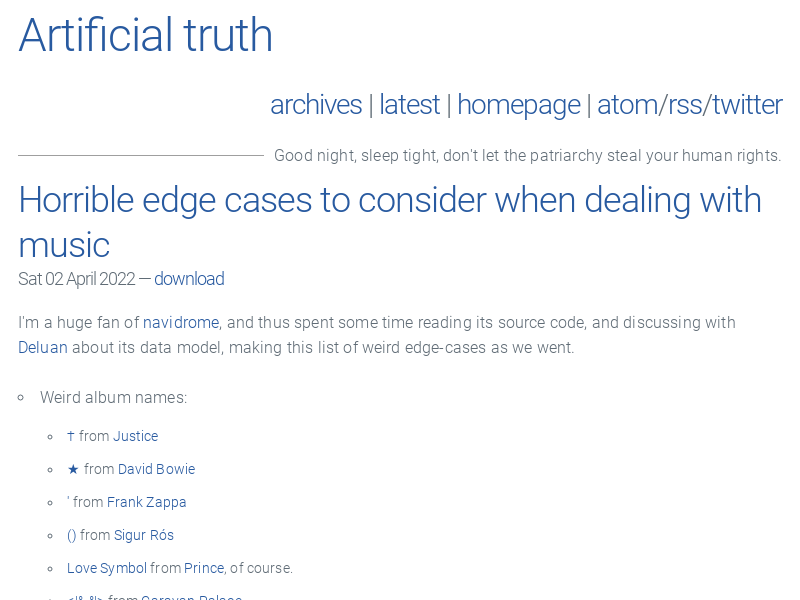 Artificial truth
archives | latest | homepage | atom/rss/twitter
Good night, sleep tight, don't let the patriarchy steal your human rights.
Horrible edge cases to consider when dealing with
music
Sat 02 April 2022 — download
I'm a huge fan of navidrome, and thus spent some time reading its source code, and discussing with
Deluan about its data model, making this list of weird edge-cases as we went.
Weird album names:
† from Justice
★ from David Bowie
' from Frank Zappa
() from Sigur Rós
Love Symbol from Prince, of course.
from Caravan Palace